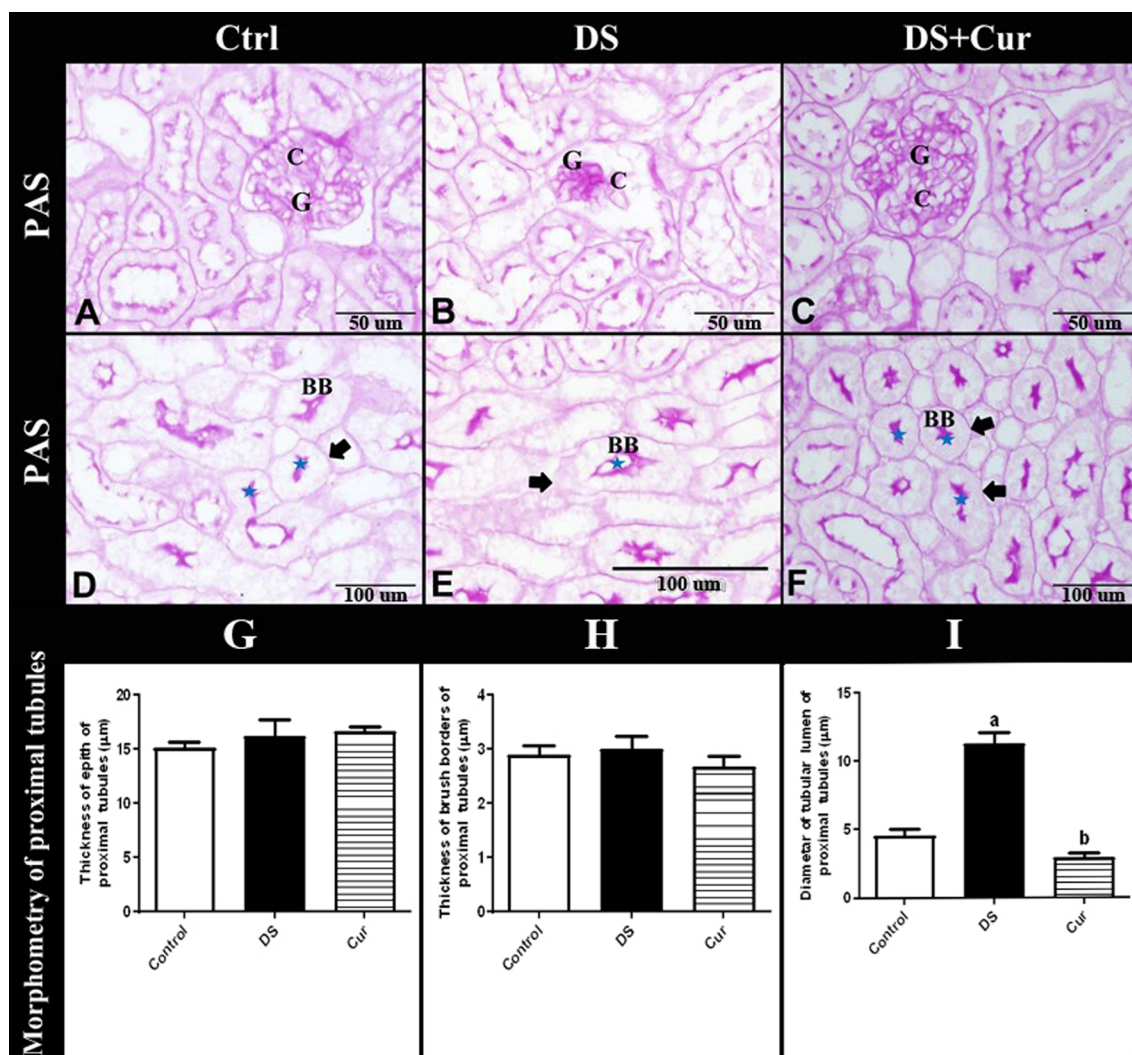 Ctrl DS DS+Cur
PAS
C
G
A
50 um
G
C
B
50 um
G
C
C
50 um
PAS
BB
D
100 um
BB
E
100 um
BB
F
100 um
G H I
Morphometry of proximal tubules
Thickness of epith of
proximal tubules (µm)
20
15
10
5
0
Control
DS
Cur
Thickness of brush borders of
proximal tubules (µm)
4
3
2
1
0
Control
DS
Cur
Diametar of tubular lumen of
proximal tubules (µm)
15
10
5
0
a
b
Control
DS
Cur